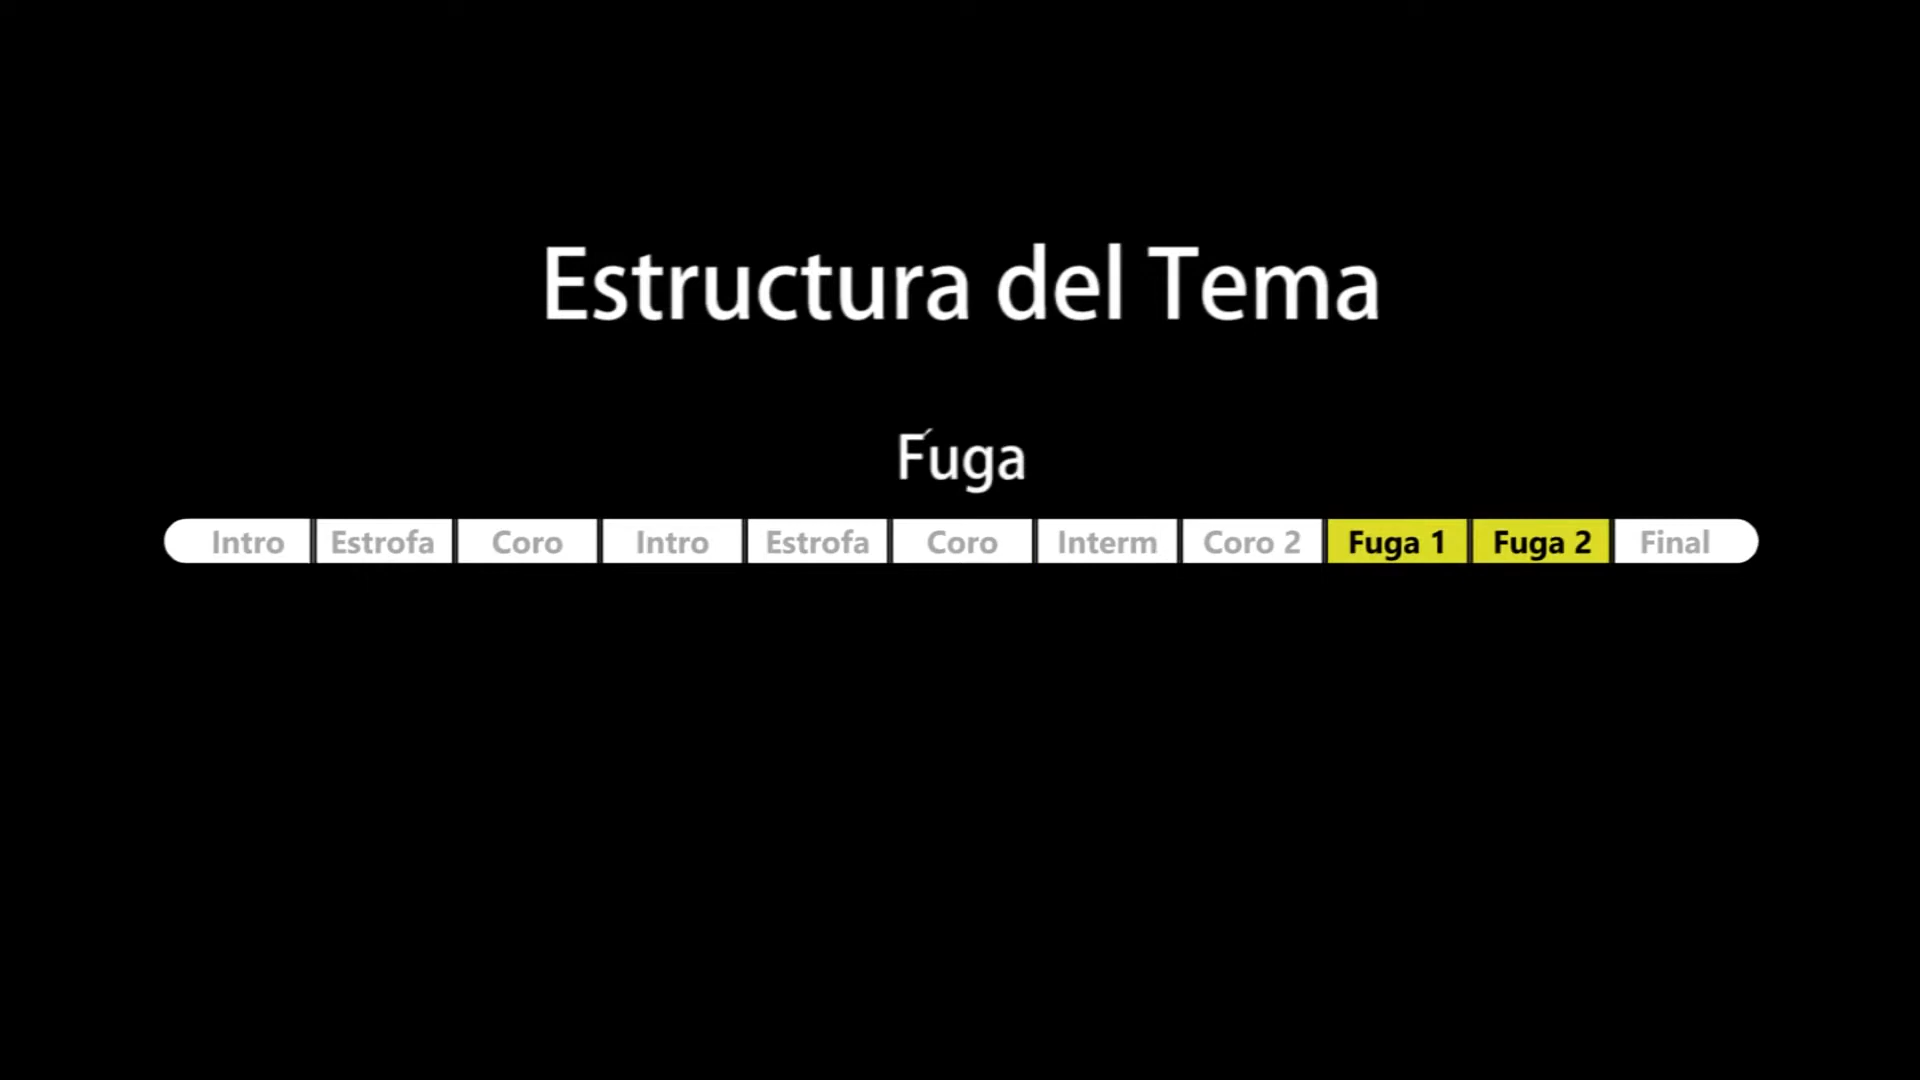 Estructura del Tema
Fuga
Intro Estrofa Coro Intro Estrofa Coro Interm Coro 2 Fuga 1 Fuga 2 Final